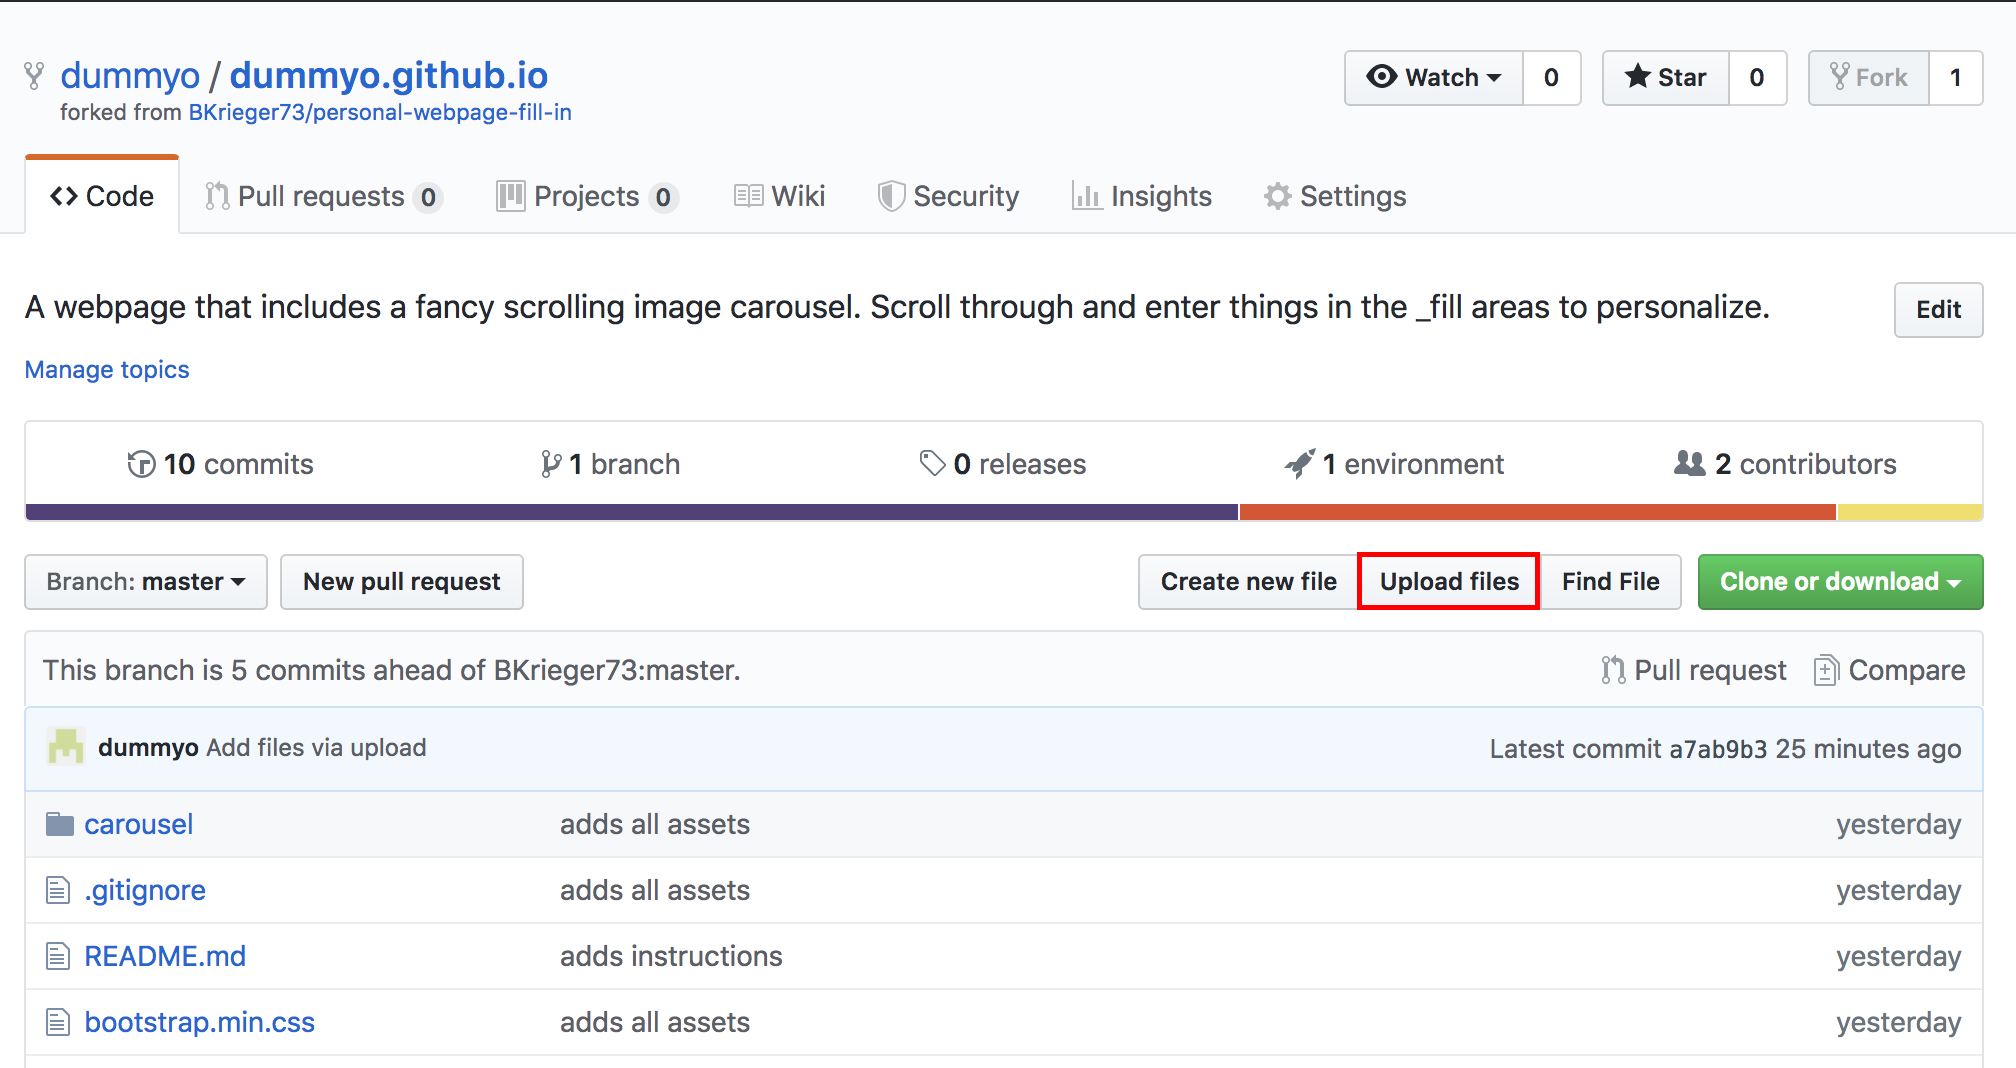 dummyo / dummyo.github.io
forked from BKrieger73/personal-webpage-fill-in
Watch 0 Star 0 Fork 1
Code Pull requests 0 Projects 0 Wiki Security Insights Settings
A webpage that includes a fancy scrolling image carousel. Scroll through and enter things in the _fill areas to personalize. Edit
Manage topics
10 commits 1 branch 0 releases 1 environment 2 contributors
Branch: master New pull request Create new file Upload files Find File Clone or download
This branch is 5 commits ahead of BKrieger73:master. Pull request Compare
dummyo Add files via upload Latest commit a7ab9b3 25 minutes ago
carousel adds all assets yesterday
.gitignore adds all assets yesterday
README.md adds instructions yesterday
bootstrap.min.css adds all assets yesterday